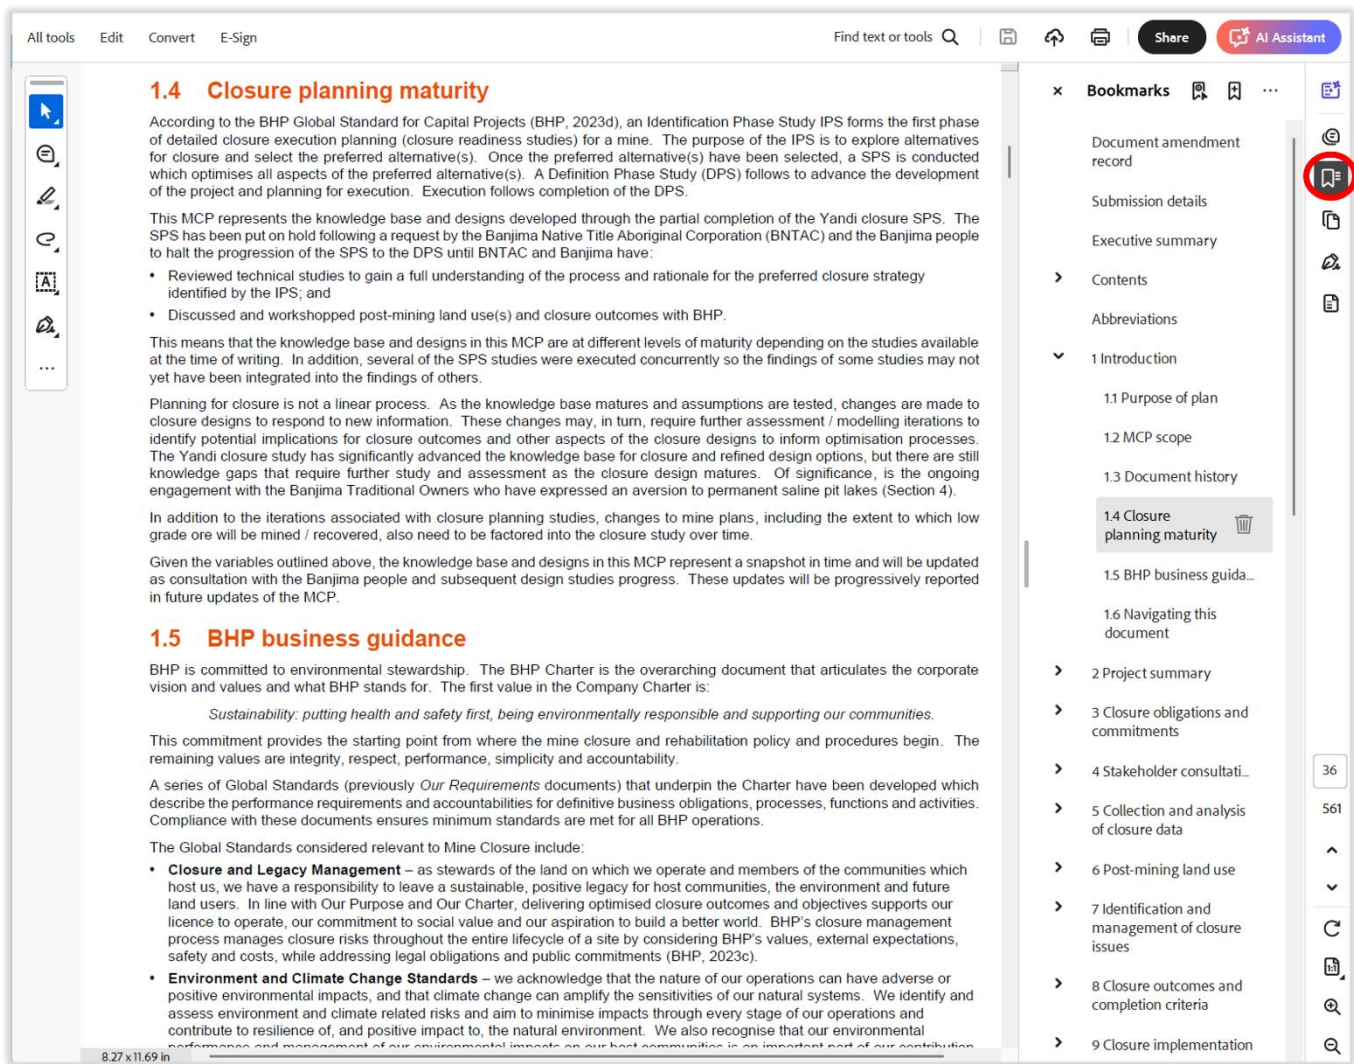 All tools Edit Convert E-Sign Find text or tools Share AI Assistant
1.4 Closure planning maturity
According to the BHP Global Standard for Capital Projects (BHP, 2023d), an Identification Phase Study IPS forms the first phase
of detailed closure execution planning (closure readiness studies) for a mine. The purpose of the IPS is to explore alternatives
for closure and select the preferred alternative(s). Once the preferred alternative(s) have been selected, a SPS is conducted
which optimises all aspects of the preferred alternative(s). A Definition Phase Study (DPS) follows to advance the development
of the project and planning for execution. Execution follows completion of the DPS.
This MCP represents the knowledge base and designs developed through the partial completion of the Yandi closure SPS. The
SPS has been put on hold following a request by the Banjima Native Title Aboriginal Corporation (BNTAC) and the Banjima people
to halt the progression of the SPS to the DPS until BNTAC and Banjima have:
• Reviewed technical studies to gain a full understanding of the process and rationale for the preferred closure strategy
identified by the IPS; and
• Discussed and workshopped post-mining land use(s) and closure outcomes with BHP.
This means that the knowledge base and designs in this MCP are at different levels of maturity depending on the studies available
at the time of writing. In addition, several of the SPS studies were executed concurrently so the findings of some studies may not
yet have been integrated into the findings of others.
Planning for closure is not a linear process. As the knowledge base matures and assumptions are tested, changes are made to
closure designs to respond to new information. These changes may, in turn, require further assessment / modelling iterations to
identify potential implications for closure outcomes and other aspects of the closure designs to inform optimisation processes.
The Yandi closure study has significantly advanced the knowledge base for closure and refined design options, but there are still
knowledge gaps that require further study and assessment as the closure design matures. Of significance, is the ongoing
engagement with the Banjima Traditional Owners who have expressed an aversion to permanent saline pit lakes (Section 4).
In addition to the iterations associated with closure planning studies, changes to mine plans, including the extent to which low
grade ore will be mined / recovered, also need to be factored into the closure study over time.
Given the variables outlined above, the knowledge base and designs in this MCP represent a snapshot in time and will be updated
as consultation with the Banjima people and subsequent design studies progress. These updates will be progressively reported
in future updates of the MCP.
1.5 BHP business guidance
BHP is committed to environmental stewardship. The BHP Charter is the overarching document that articulates the corporate
vision and values and what BHP stands for. The first value in the Company Charter is:
Sustainability: putting health and safety first, being environmentally responsible and supporting our communities.
This commitment provides the starting point from where the mine closure and rehabilitation policy and procedures begin. The
remaining values are integrity, respect, performance, simplicity and accountability.
A series of Global Standards (previously Our Requirements documents) that underpin the Charter have been developed which
describe the performance requirements and accountabilities for definitive business obligations, processes, functions and activities.
Compliance with these documents ensures minimum standards are met for all BHP operations.
The Global Standards considered relevant to Mine Closure include:
• Closure and Legacy Management – as stewards of the land on which we operate and members of the communities which
host us, we have a responsibility to leave a sustainable, positive legacy for host communities, the environment and future
land users. In line with Our Purpose and Our Charter, delivering optimised closure outcomes and objectives supports our
licence to operate, our commitment to social value and our aspiration to build a better world. BHP's closure management
process manages closure risks throughout the entire lifecycle of a site by considering BHP's values, external expectations,
safety and costs, while addressing legal obligations and public commitments (BHP, 2023c).
• Environment and Climate Change Standards – we acknowledge that the nature of our operations can have adverse or
positive environmental impacts, and that climate change can amplify the sensitivities of our natural systems. We identify and
assess environment and climate related risks and aim to minimise impacts through every stage of our operations and
contribute to resilience of, and positive impact to, the natural environment. We also recognise that our environmental
performance and management of our environmental impacts on our host communities is an important part of our contribution
8.27 x 11.69 in
Bookmarks
Document amendment
record
Submission details
Executive summary
Contents
Abbreviations
1 Introduction
1.1 Purpose of plan
1.2 MCP scope
1.3 Document history
1.4 Closure
planning maturity
1.5 BHP business guida...
1.6 Navigating this
document
2 Project summary
3 Closure obligations and
commitments
4 Stakeholder consultati...
5 Collection and analysis
of closure data
6 Post-mining land use
7 Identification and
management of closure
issues
8 Closure outcomes and
completion criteria
9 Closure implementation
36
561